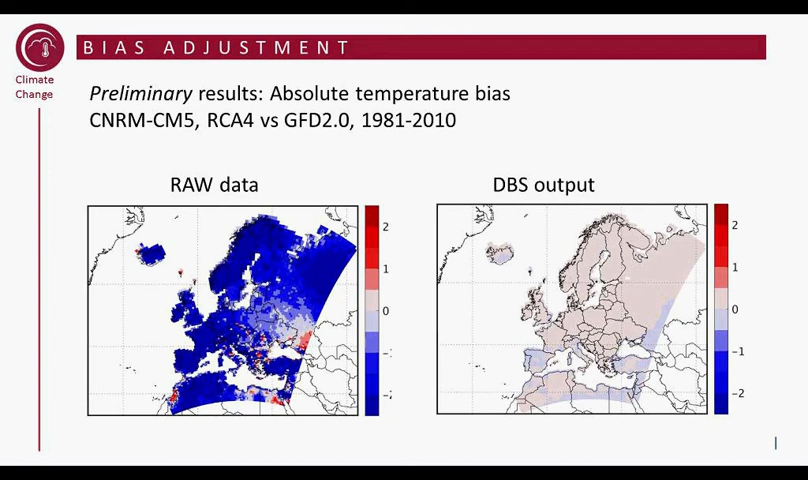 BIAS ADJUSTMENT
Climate
Change
Preliminary results: Absolute temperature bias
CNRM-CM5, RCA4 vs GFD2.0, 1981-2010
RAW data
DBS output
2
1
0
-2
2
1
0
−1
−2